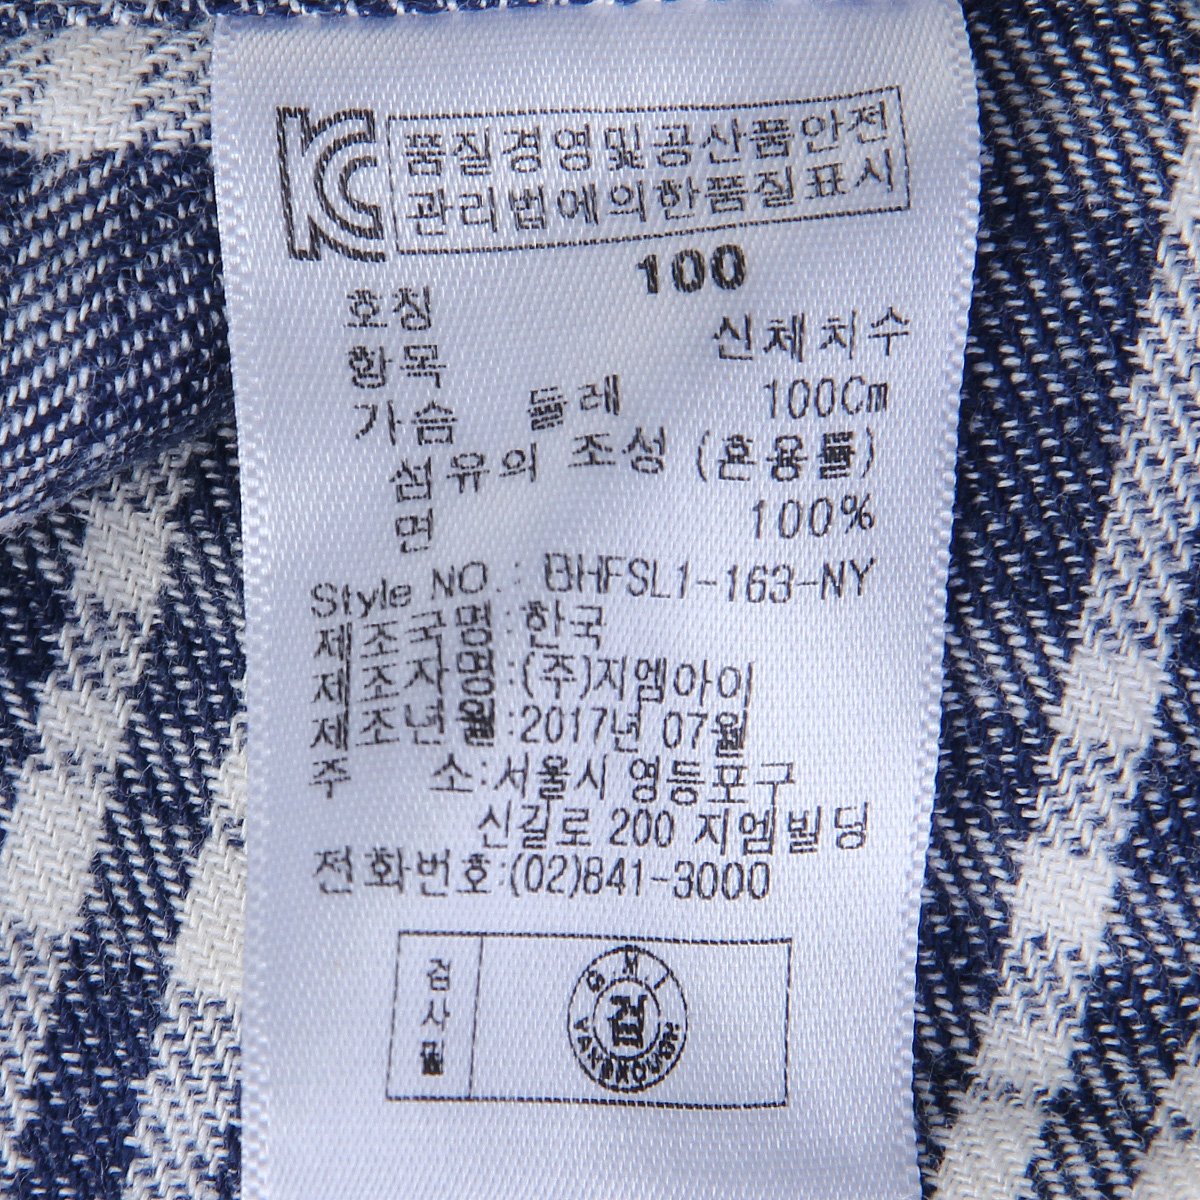 KC 품질경영및공산품안전
관리법에의한품질표시
호칭 100
항목 신체치수
가슴 둘레 100Cm
섬유의 조성 (혼용률)
면 100%
Style NO.: BHFSL1-163-NY
제조국명:한국
제조자명:(주)지엠아이
제조년월:2017년 07월
주 소:서울시 영등포구
신길로 200 지엠빌딩
전화번호:(02)841-3000
검사필
검